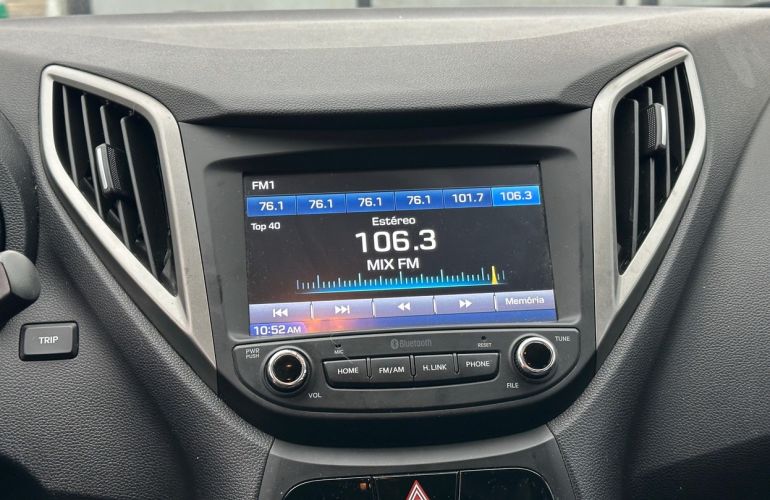 FM1
76.1 76.1 76.1 76.1 101.7 106.3
Estéreo
Top 40
106.3
MIX FM
Memória
10:52 AM
Bluetooth
TRIP
PWR
PUSH
MIC
RESET
TUNE
HOME FM/AM H.LINK PHONE
VOL
FILE